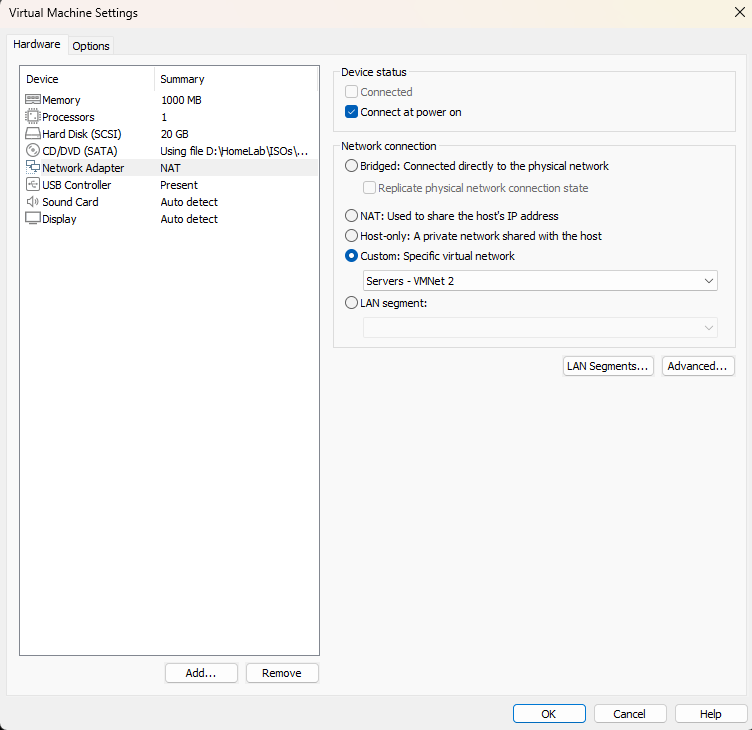 Virtual Machine Settings
Hardware Options
Device Summary
Memory 1000 MB
Processors 1
Hard Disk (SCSI) 20 GB
CD/DVD (SATA) Using file D:\HomeLab\ISOs\...
Network Adapter NAT
USB Controller Present
Sound Card Auto detect
Display Auto detect
Add... Remove
Device status
Connected
Connect at power on
Network connection
Bridged: Connected directly to the physical network
Replicate physical network connection state
NAT: Used to share the host's IP address
Host-only: A private network shared with the host
Custom: Specific virtual network
Servers - VMNet 2
LAN segment:
LAN Segments... Advanced...
OK Cancel Help